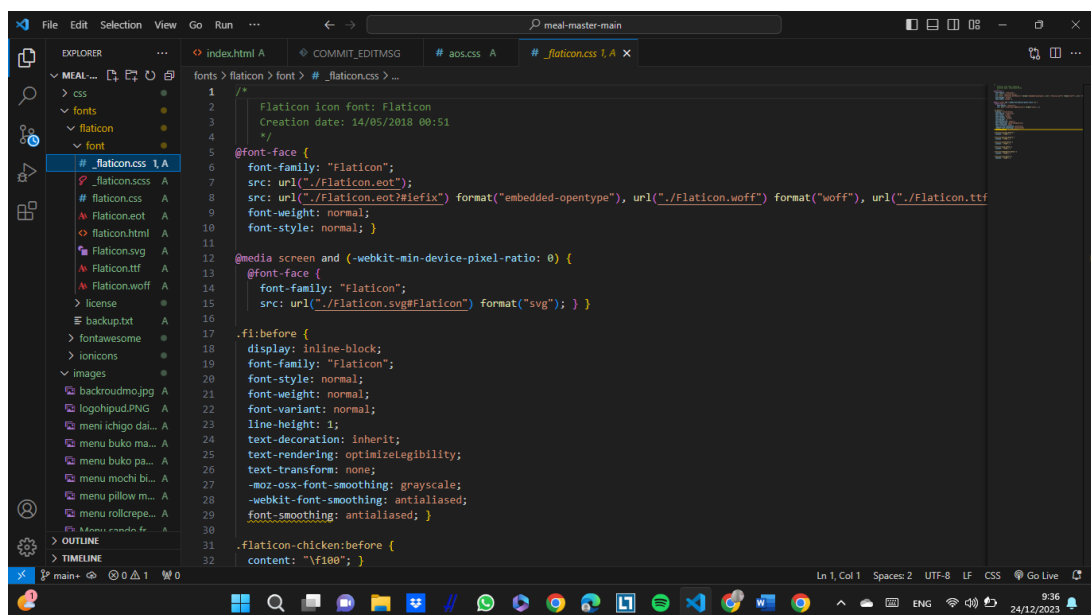 File Edit Selection View Go Run ··· meal-master-main
EXPLORER ···
index.html A
COMMIT_EDITMSG
# aos.css A
# _flaticon.css 1, A
MEAL-...
fonts > flaticon > font > # _flaticon.css > ...
css
fonts
flaticon
font
# _flaticon.css 1, A
_flaticon.scss A
# flaticon.css A
Flaticon.eot A
flaticon.html A
Flaticon.svg A
Flaticon.ttf A
Flaticon.woff A
license
backup.txt A
fontawesome
ionicons
images
backroudmo.jpg A
logohipud.PNG A
meni ichigo dai... A
menu buko ma... A
menu buko pa... A
menu mochi bi... A
menu pillow m... A
menu rollcrepe... A
Menu sando fr... A
OUTLINE
TIMELINE
1 /*
2 Flaticon icon font: Flaticon
3 Creation date: 14/05/2018 00:51
4 */
5 @font-face {
6 font-family: "Flaticon";
7 src: url("./Flaticon.eot");
8 src: url("./Flaticon.eot?#iefix") format("embedded-opentype"), url("./Flaticon.woff") format("woff"), url("./Flaticon.ttf
9 font-weight: normal;
10 font-style: normal; }
11
12 @media screen and (-webkit-min-device-pixel-ratio: 0) {
13 @font-face {
14 font-family: "Flaticon";
15 src: url("./Flaticon.svg#Flaticon") format("svg"); } }
16
17 .fi:before {
18 display: inline-block;
19 font-family: "Flaticon";
20 font-style: normal;
21 font-weight: normal;
22 font-variant: normal;
23 line-height: 1;
24 text-decoration: inherit;
25 text-rendering: optimizeLegibility;
26 text-transform: none;
27 -moz-osx-font-smoothing: grayscale;
28 -webkit-font-smoothing: antialiased;
29 font-smoothing: antialiased; }
30
31 .flaticon-chicken:before {
32 content: "\f100"; }
main+ 0 1 0
Ln 1, Col 1 Spaces: 2 UTF-8 LF CSS Go Live
ENG
9:36
24/12/2023